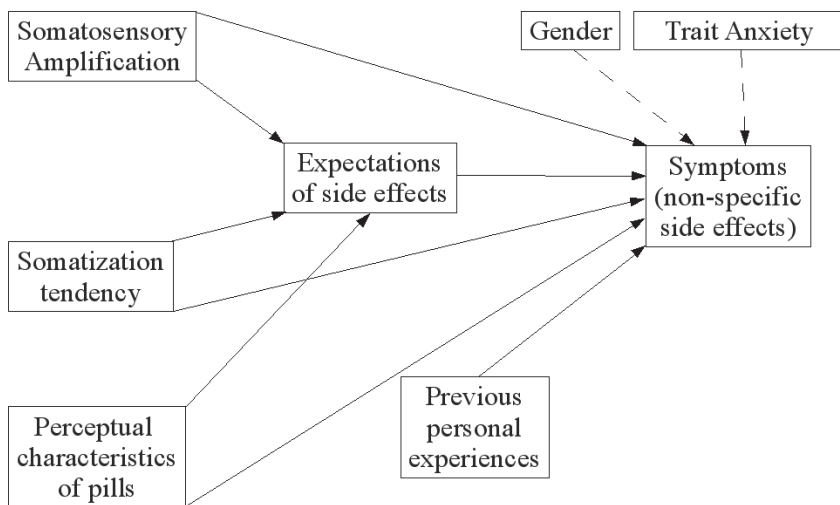 Somatosensory
Amplification
Gender
Trait Anxiety
Expectations
of side effects
Symptoms
(non-specific
side effects)
Somatization
tendency
Previous
personal
experiences
Perceptual
characteristics
of pills